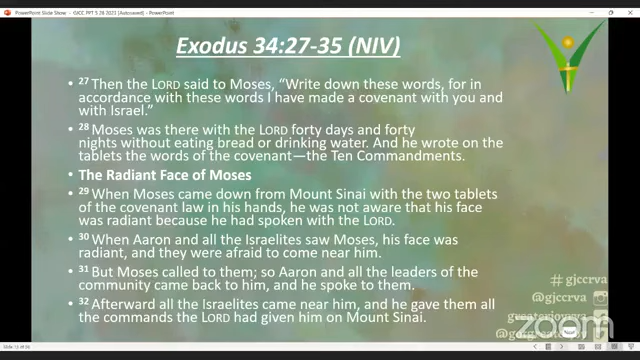 PowerPoint Slide Show - GJCC PPT 5 26 2021 [Autosaved] - PowerPoint
Exodus 34:27-35 (NIV)
• 27 Then the LORD said to Moses, “Write down these words, for in
accordance with these words I have made a covenant with you and
with Israel.”
• 28 Moses was there with the LORD forty days and forty
nights without eating bread or drinking water. And he wrote on the
tablets the words of the covenant—the Ten Commandments.
• The Radiant Face of Moses
• 29 When Moses came down from Mount Sinai with the two tablets
of the covenant law in his hands, he was not aware that his face
was radiant because he had spoken with the LORD.
• 30 When Aaron and all the Israelites saw Moses, his face was
radiant, and they were afraid to come near him.
• 31 But Moses called to them; so Aaron and all the leaders of the
community came back to him, and he spoke to them.
• 32 Afterward all the Israelites came near him, and he gave them all
the commands the LORD had given him on Mount Sinai.
# gjccrva
@gjccrva
zoom